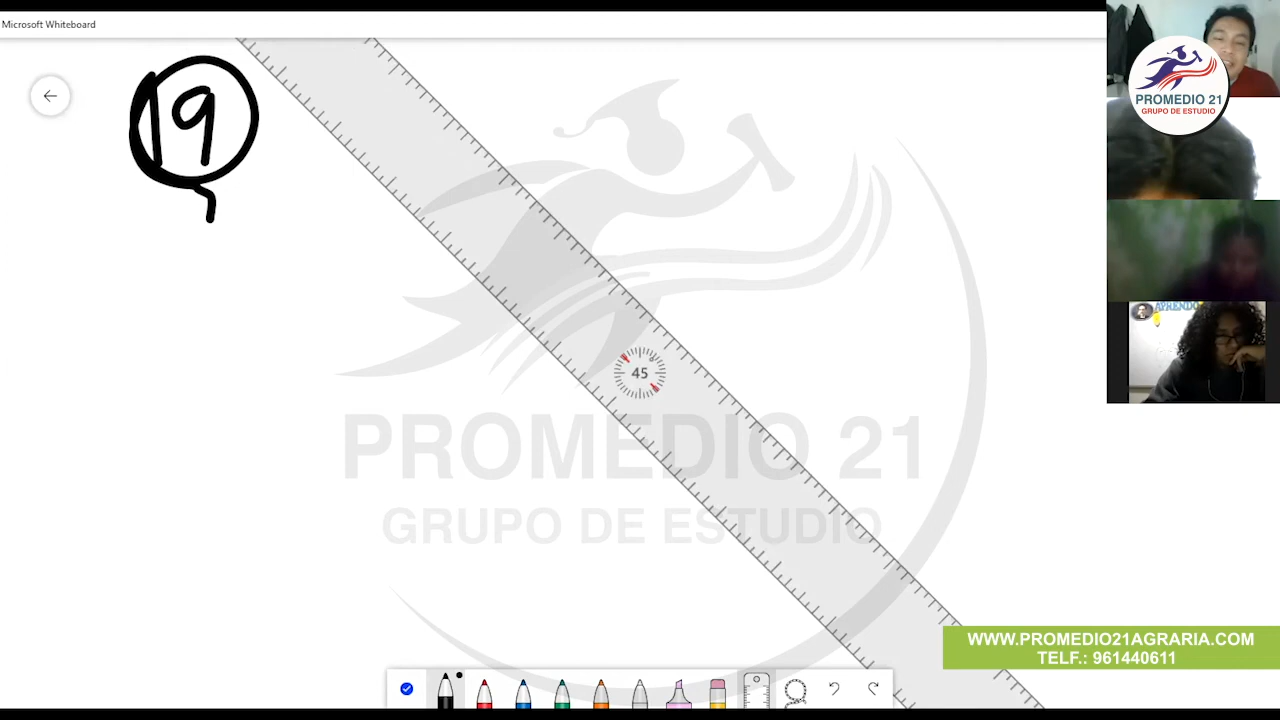 Microsoft Whiteboard
19
45
PROMEDIO 21
GRUPO DE ESTUDIO
PROMEDIO 21
GRUPO DE ESTUDIO
APRENDO
WWW.PROMEDIO21AGRARIA.COM
TELF.: 961440611